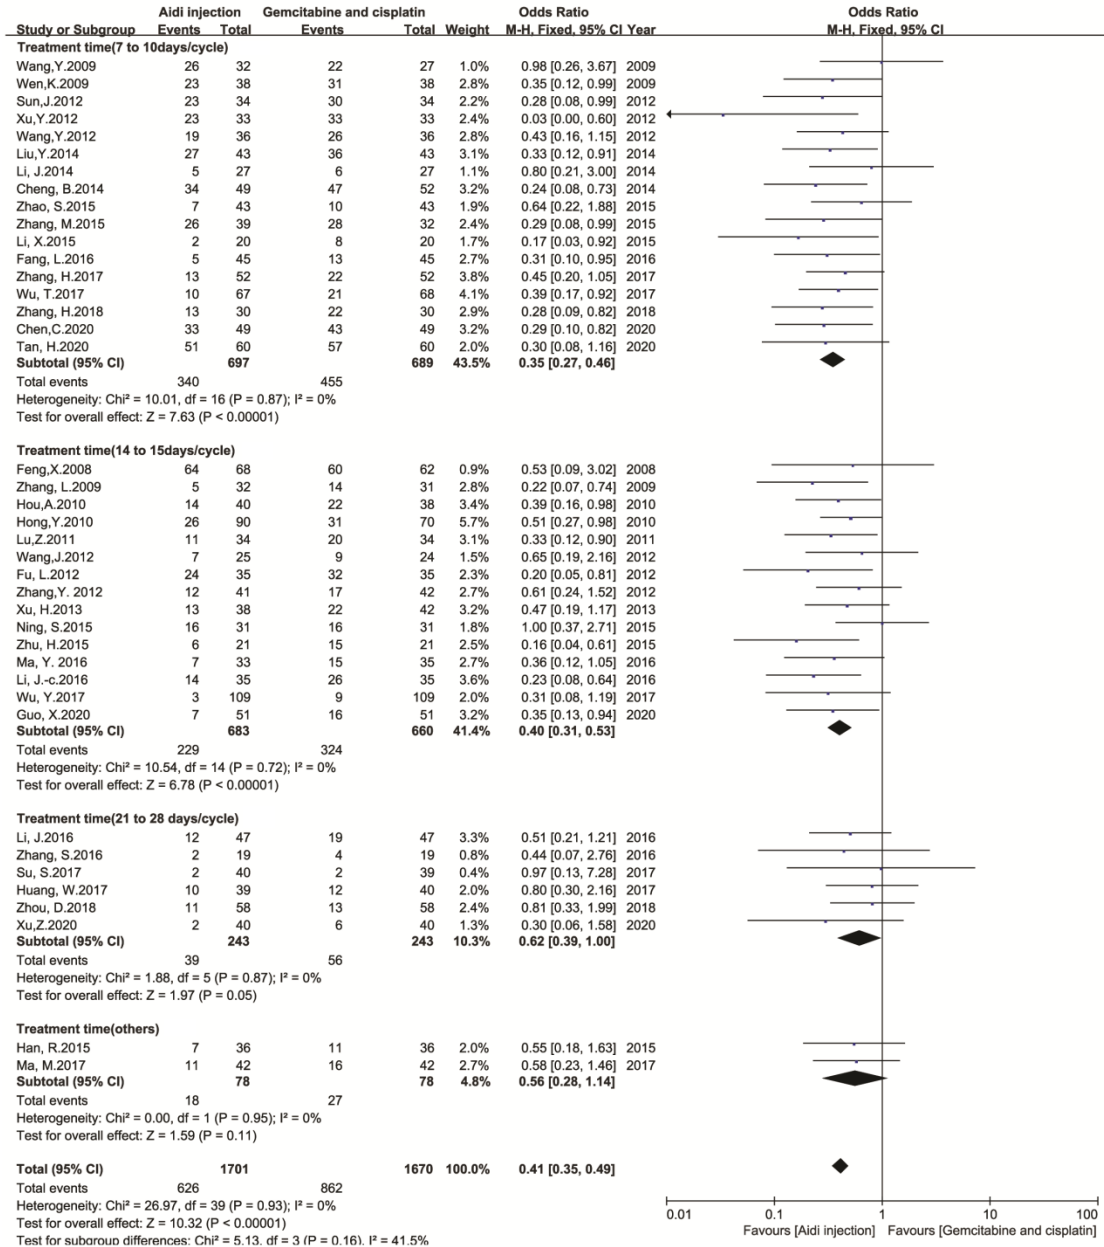 Aidi injection Gemcitabine and cisplatin Odds Ratio Odds Ratio
Study or Subgroup Events Total Events Total Weight M-H, Fixed, 95% CI Year M-H, Fixed, 95% CI
Treatment time(7 to 10days/cycle)
Wang,Y.2009 26 32 22 27 1.0% 0.98 [0.26, 3.67] 2009
Wen,K.2009 23 38 31 38 2.8% 0.35 [0.12, 0.99] 2009
Sun,J.2012 23 34 30 34 2.2% 0.28 [0.08, 0.99] 2012
Xu,Y.2012 23 33 33 33 2.4% 0.03 [0.00, 0.60] 2012
Wang,Y.2012 19 36 26 36 2.9% 0.43 [0.16, 1.15] 2012
Liu,Y.2014 27 43 36 43 3.1% 0.33 [0.12, 0.91] 2014
Li, J.2014 5 27 6 27 1.1% 0.80 [0.21, 3.00] 2014
Cheng, B.2014 34 49 47 52 3.2% 0.24 [0.08, 0.73] 2014
Zhao, S.2015 7 43 10 43 1.9% 0.64 [0.22, 1.88] 2015
Zhang, M.2015 26 39 28 32 2.3% 0.29 [0.08, 0.99] 2015
Li, X.2015 2 20 8 20 1.7% 0.17 [0.03, 0.92] 2015
Fang, L.2016 5 45 13 45 2.7% 0.31 [0.10, 0.95] 2016
Zhang, H.2017 13 52 22 52 3.8% 0.45 [0.20, 1.05] 2017
Wu, T.2017 10 67 21 68 4.1% 0.39 [0.17, 0.92] 2017
Zhang, H.2018 13 30 22 30 2.9% 0.28 [0.09, 0.82] 2018
Chen,C.2020 33 49 43 49 3.2% 0.29 [0.10, 0.82] 2020
Tan, H.2020 51 60 57 60 2.0% 0.30 [0.08, 1.16] 2020
Subtotal (95% CI) 697 689 43.5% 0.35 [0.27, 0.46]
Total events 340 455
Heterogeneity: Chi² = 10.01, df = 16 (P = 0.87); I² = 0%
Test for overall effect: Z = 7.63 (P < 0.00001)
Treatment time(14 to 15days/cycle)
Feng,X.2008 64 68 60 62 0.9% 0.53 [0.09, 3.02] 2008
Zhang, L.2009 5 32 14 31 2.8% 0.22 [0.07, 0.74] 2009
Hou,A.2010 14 40 22 38 3.4% 0.39 [0.16, 0.98] 2010
Hong,Y.2010 26 90 31 70 5.7% 0.51 [0.27, 0.98] 2010
Lu,Z.2011 11 34 20 34 3.1% 0.33 [0.12, 0.90] 2011
Wang,J.2012 7 25 9 24 1.5% 0.65 [0.19, 2.16] 2012
Fu, L.2012 24 35 32 35 2.2% 0.20 [0.05, 0.81] 2012
Zhang,Y. 2012 12 41 17 42 2.7% 0.61 [0.24, 1.52] 2012
Xu, H.2013 13 38 22 42 3.2% 0.47 [0.19, 1.17] 2013
Ning, S.2015 16 31 16 31 1.8% 1.00 [0.37, 2.71] 2015
Zhu, H.2015 6 21 15 21 2.5% 0.16 [0.04, 0.61] 2015
Ma, Y. 2016 7 33 15 35 2.6% 0.36 [0.12, 1.05] 2016
Li, J.-c.2016 14 35 26 35 3.6% 0.23 [0.08, 0.64] 2016
Wu, Y.2017 3 109 9 109 2.0% 0.31 [0.08, 1.19] 2017
Guo, X.2020 7 51 16 51 3.2% 0.35 [0.13, 0.94] 2020
Subtotal (95% CI) 683 660 41.4% 0.40 [0.31, 0.53]
Total events 229 324
Heterogeneity: Chi² = 10.54, df = 14 (P = 0.72); I² = 0%
Test for overall effect: Z = 6.78 (P < 0.00001)
Treatment time(21 to 28 days/cycle)
Li, J.2016 12 47 19 47 3.3% 0.51 [0.21, 1.21] 2016
Zhang, S.2016 2 19 4 19 0.8% 0.44 [0.07, 2.76] 2016
Su, S.2017 2 40 2 39 0.4% 0.97 [0.13, 7.28] 2017
Huang, W.2017 10 39 12 40 2.0% 0.80 [0.30, 2.16] 2017
Zhou, D.2018 11 58 13 58 2.4% 0.81 [0.33, 1.99] 2018
Xu,Z.2020 2 40 6 40 1.3% 0.30 [0.06, 1.58] 2020
Subtotal (95% CI) 243 243 10.3% 0.62 [0.39, 1.00]
Total events 39 56
Heterogeneity: Chi² = 1.88, df = 5 (P = 0.87); I² = 0%
Test for overall effect: Z = 1.97 (P = 0.05)
Treatment time(others)
Han, R.2015 7 36 11 36 2.0% 0.55 [0.18, 1.63] 2015
Ma, M.2017 11 42 16 42 2.7% 0.58 [0.23, 1.46] 2017
Subtotal (95% CI) 78 78 4.8% 0.56 [0.28, 1.14]
Total events 18 27
Heterogeneity: Chi² = 0.00, df = 1 (P = 0.95); I² = 0%
Test for overall effect: Z = 1.59 (P = 0.11)
Total (95% CI) 1701 1670 100.0% 0.41 [0.35, 0.49]
Total events 626 862
Heterogeneity: Chi² = 26.97, df = 39 (P = 0.93); I² = 0%
Test for overall effect: Z = 10.32 (P < 0.00001)
Test for subgroup differences: Chi² = 5.13, df = 3 (P = 0.16), I² = 41.5%
0.01 0.1 1 10 100
Favours [Aidi injection] Favours [Gemcitabine and cisplatin]